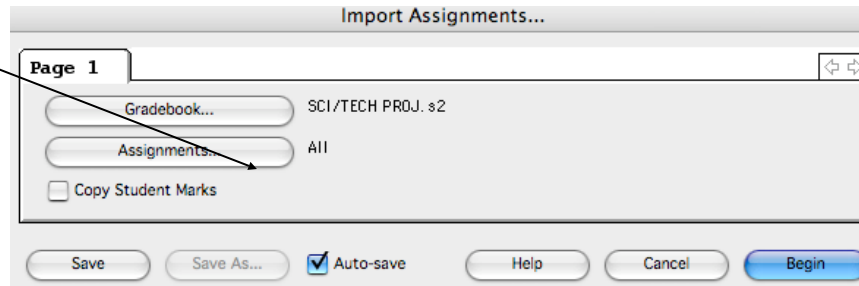 Import Assignments...
Page 1
Gradebook... SCI/TECH PROJ. s2
Assignments... All
Copy Student Marks
Save Save As... Auto-save Help Cancel Begin